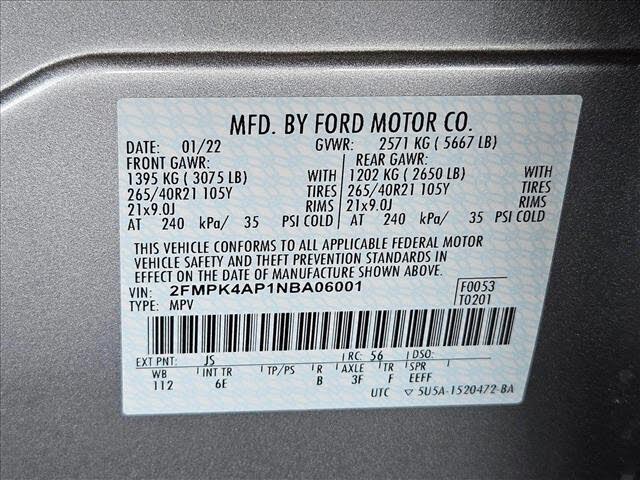 MFD. BY FORD MOTOR CO.
DATE: 01/22 GVWR: 2571 KG ( 5667 LB)
FRONT GAWR: REAR GAWR:
1395 KG ( 3075 LB) WITH 1202 KG ( 2650 LB) WITH
265/40R21 105Y TIRES 265/40R21 105Y TIRES
21x9.0J RIMS 21x9.0J RIMS
AT 240 kPa/ 35 PSI COLD AT 240 kPa/ 35 PSI COLD
THIS VEHICLE CONFORMS TO ALL APPLICABLE FEDERAL MOTOR
VEHICLE SAFETY AND THEFT PREVENTION STANDARDS IN
EFFECT ON THE DATE OF MANUFACTURE SHOWN ABOVE.
VIN: 2FMPK4AP1NBA06001 F0053
TYPE: MPV T0201
EXT PNT: JS RC: 56 DSO:
WB INT TR TP/PS R AXLE TR SPR
112 6E B 3F F EEFF
UTC ▽ 5U5A-1520472-BA